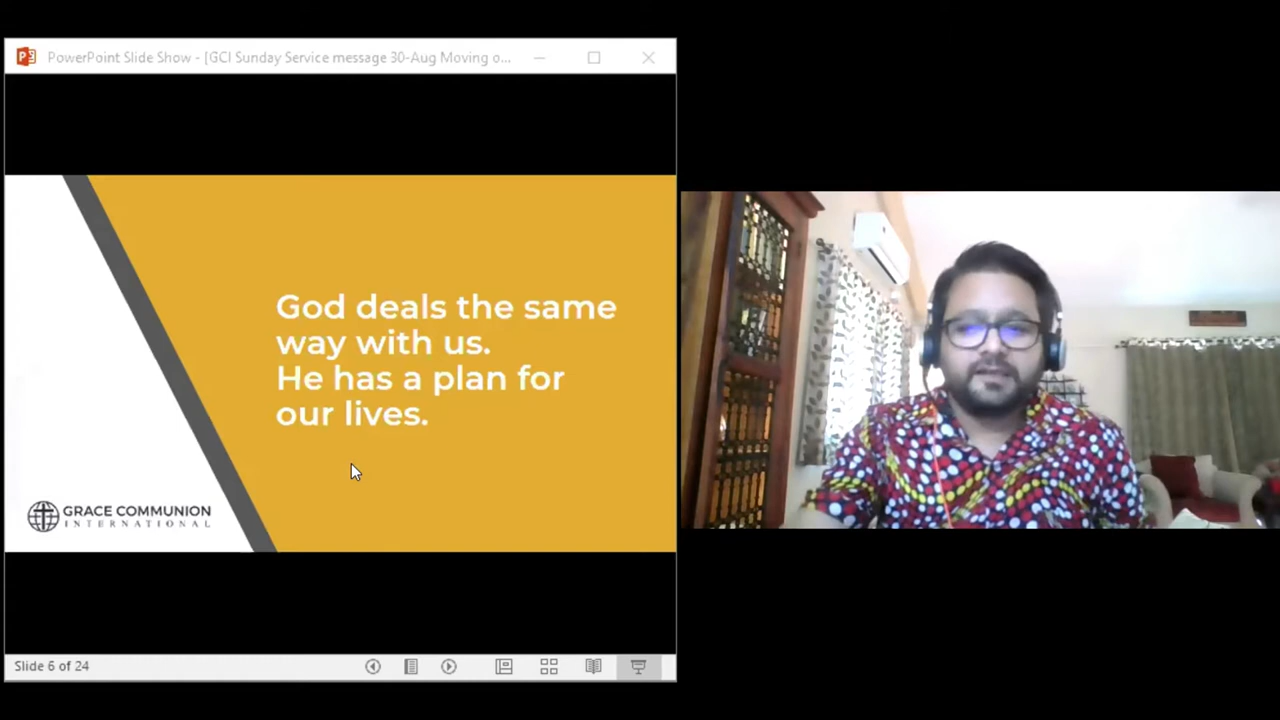 PowerPoint Slide Show - [GCI Sunday Service message 30-Aug Moving o...
God deals the same
way with us.
He has a plan for
our lives.
GRACE COMMUNION
INTERNATIONAL
Slide 6 of 24